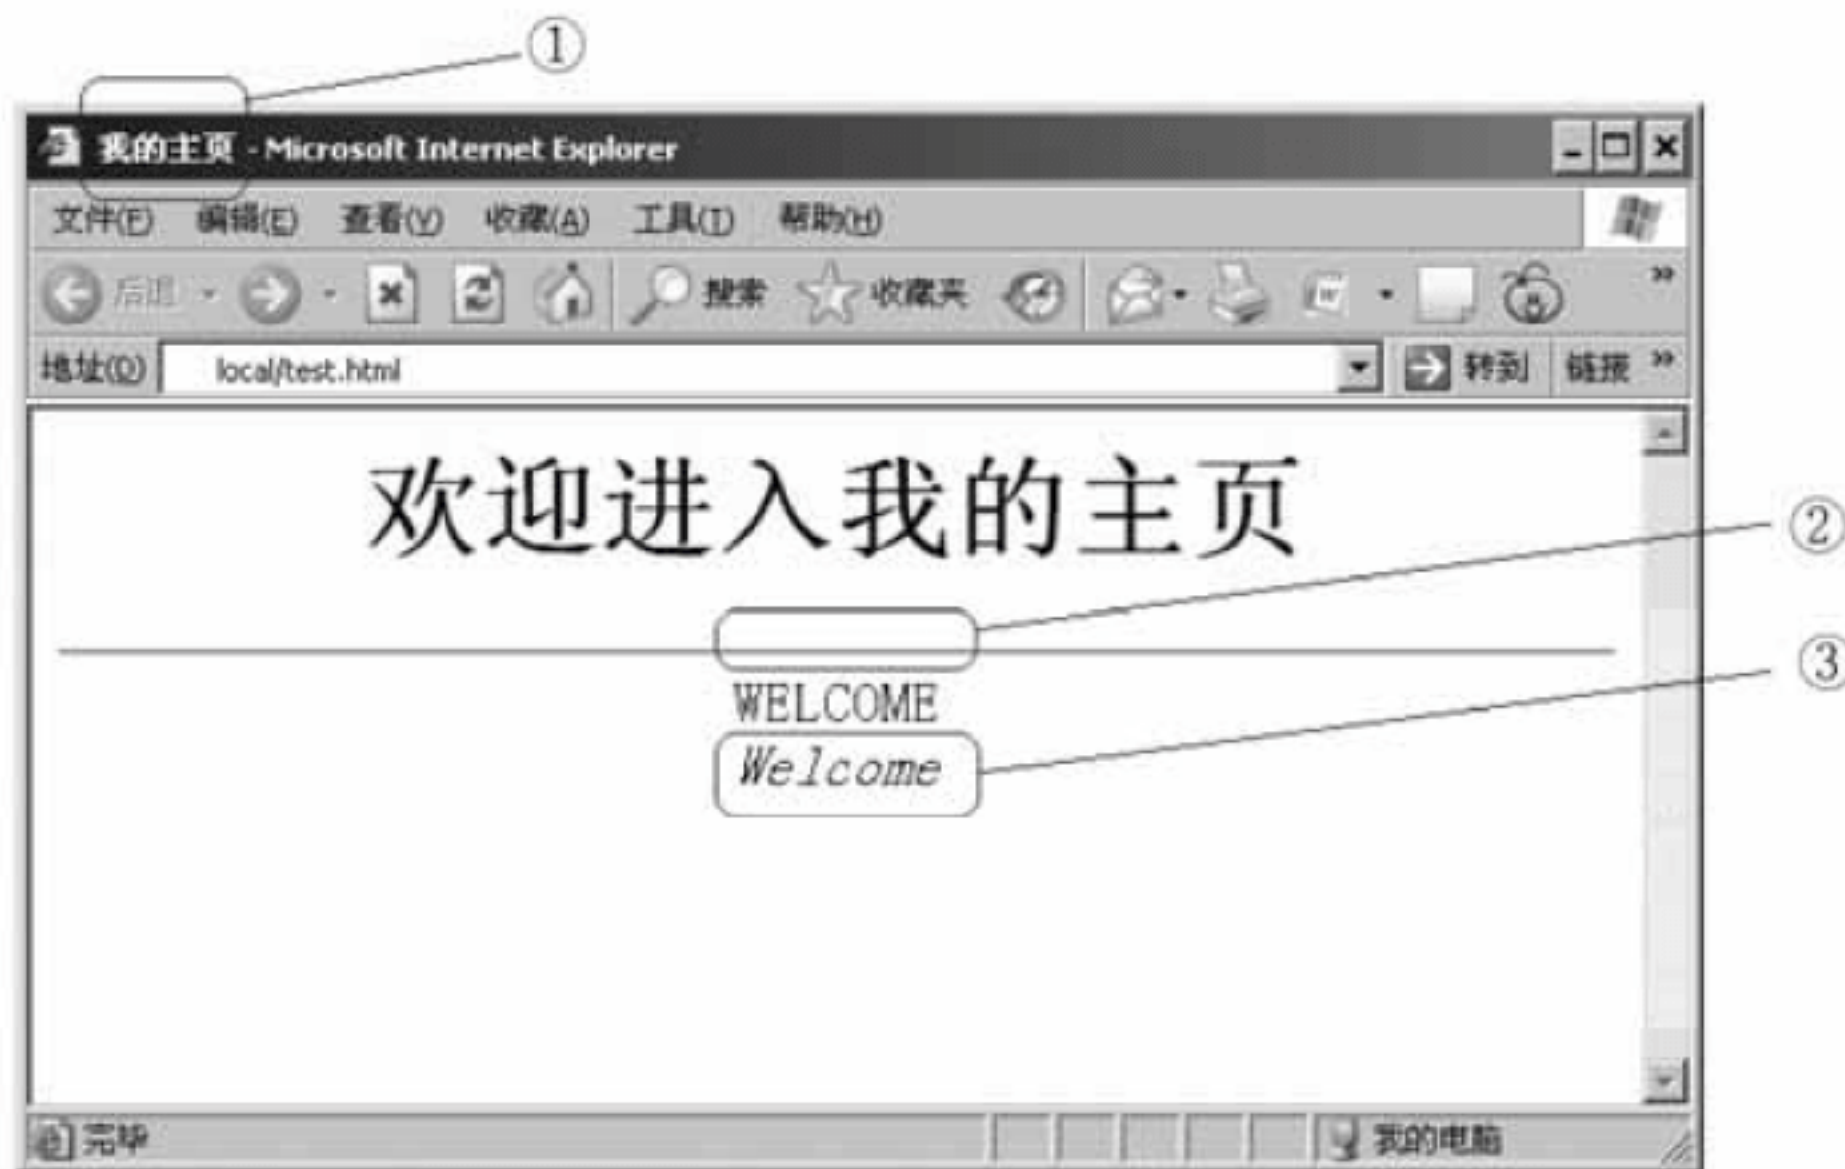 ①
我的主页 - Microsoft Internet Explorer
文件(F) 编辑(E) 查看(V) 收藏(A) 工具(T) 帮助(H)
后退 搜索 收藏夹 »
地址(D) local/test.html 转到 链接 »
欢迎进入我的主页
②
WELCOME
③
Welcome
完毕 我的电脑